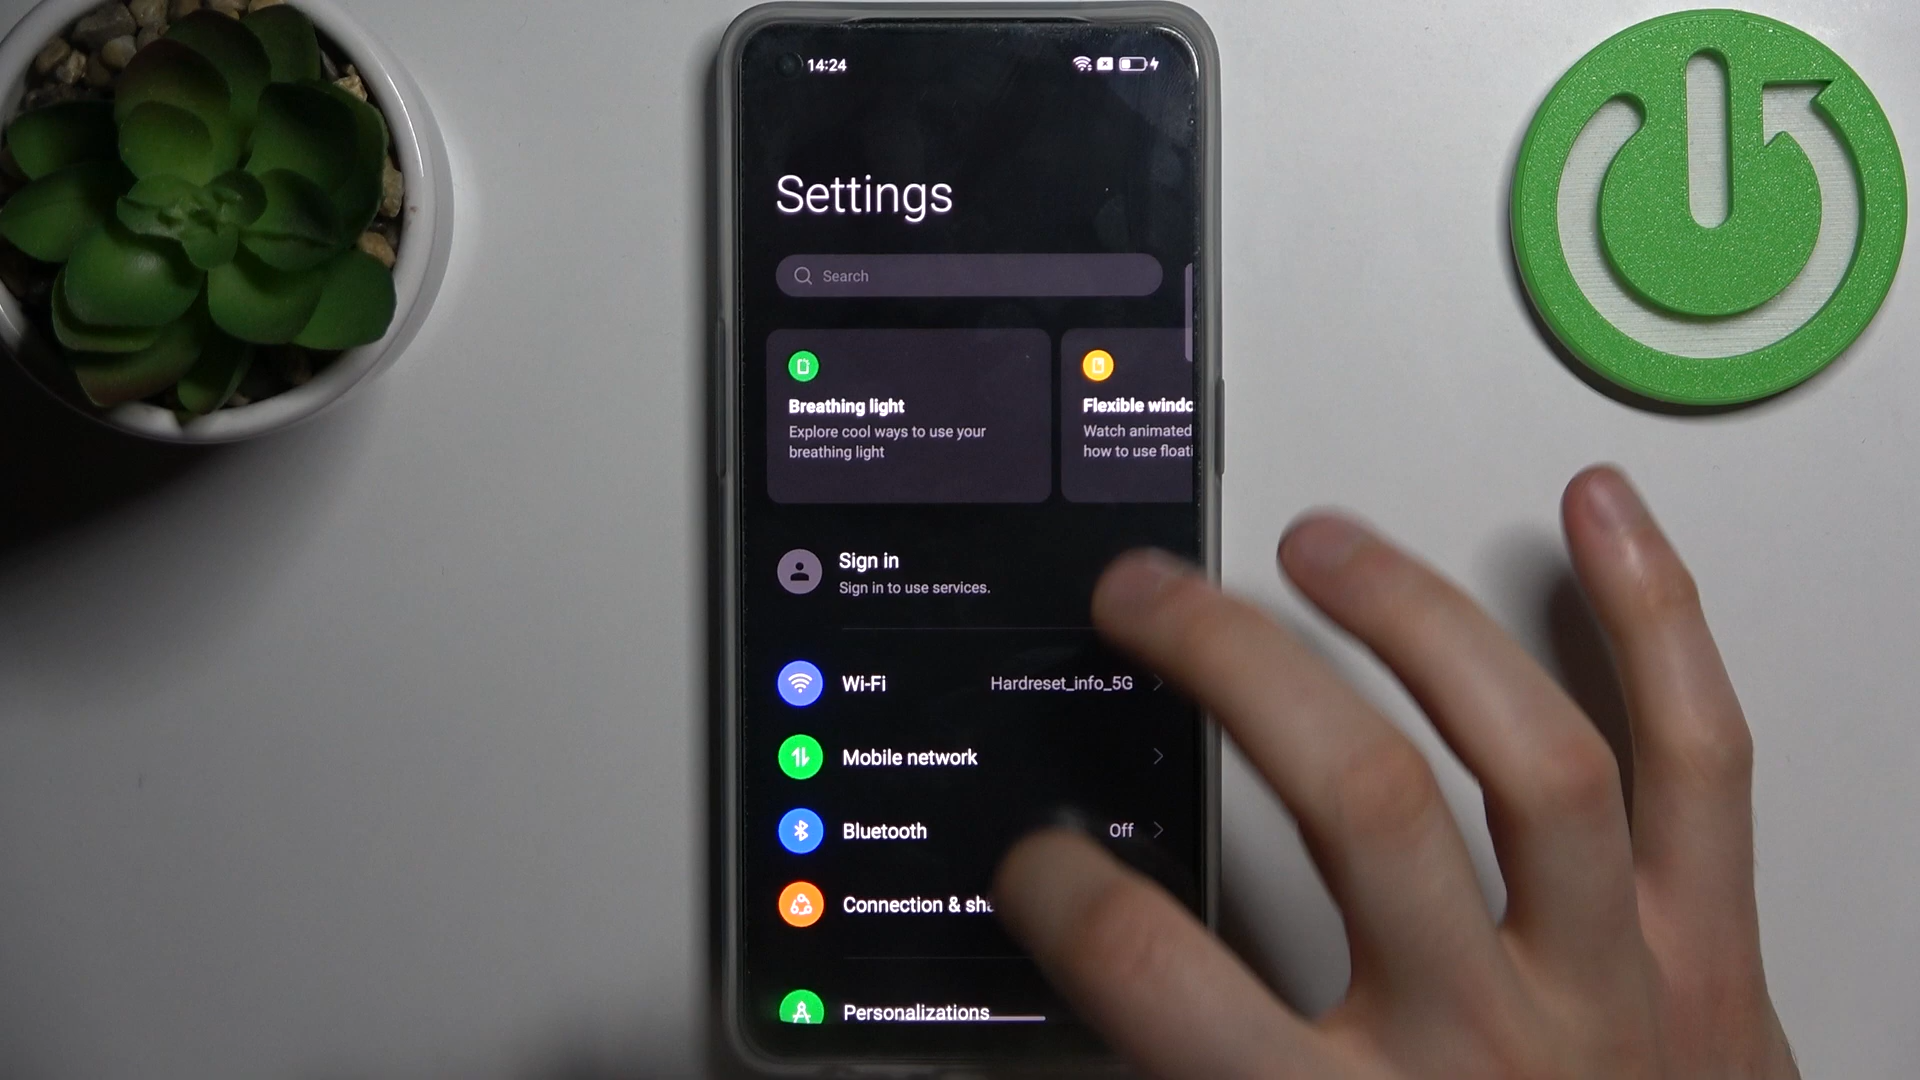 14:24
Settings
Search
Breathing light
Explore cool ways to use your
breathing light
Flexible windo
Watch animated
how to use floati
Sign in
Sign in to use services.
Wi-Fi Hardreset_info_5G
Mobile network
Bluetooth Off
Connection & sha
Personalizations